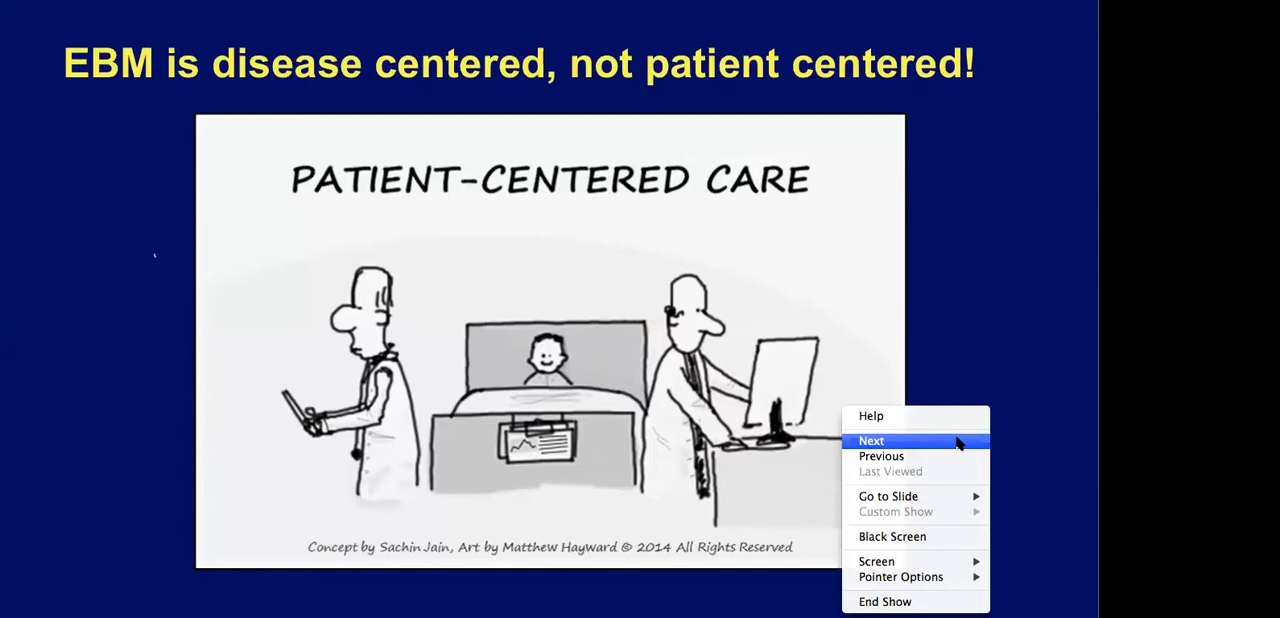 EBM is disease centered, not patient centered!
PATIENT-CENTERED CARE
Concept by Sachin Jain, Art by Matthew Hayward © 2014 All Rights Reserved
Help
Next
Previous
Last Viewed
Go to Slide
Custom Show
Black Screen
Screen
Pointer Options
End Show